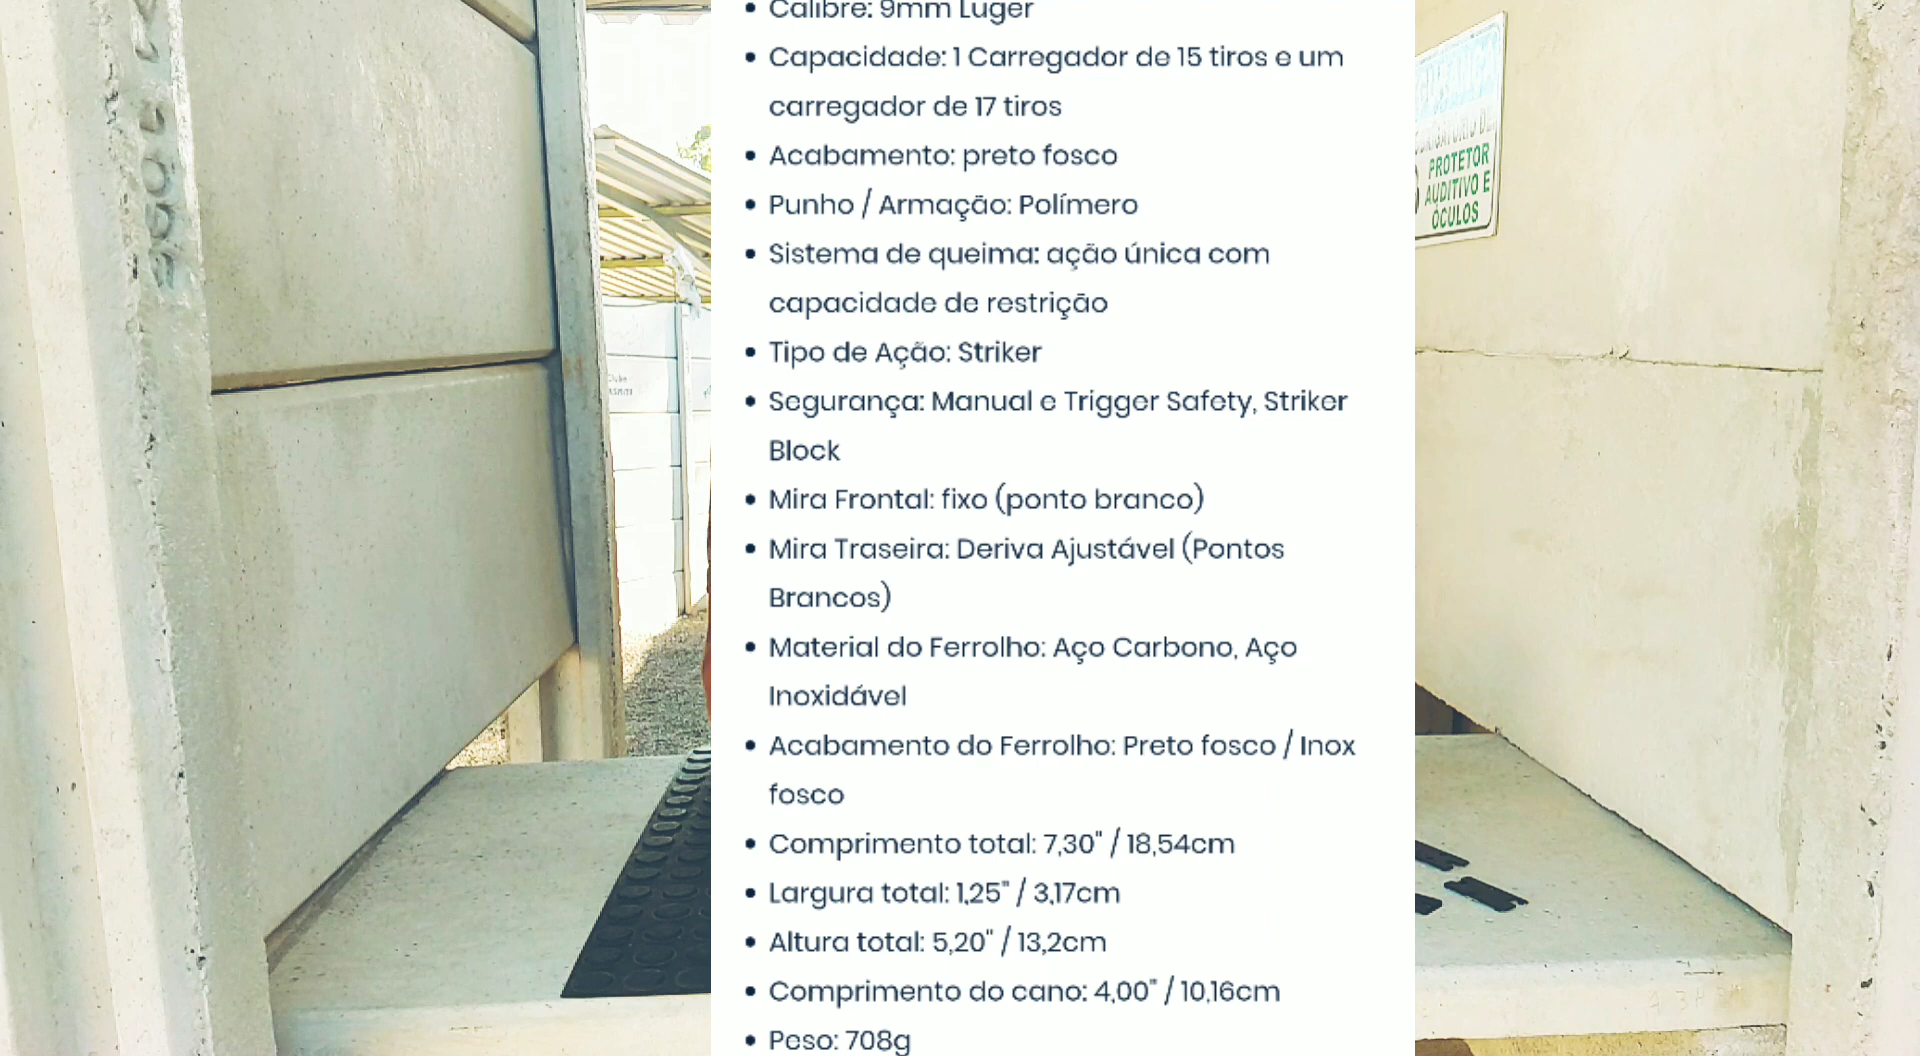 • Calibre: 9mm Luger
• Capacidade: 1 Carregador de 15 tiros e um
carregador de 17 tiros
• Acabamento: preto fosco
• Punho / Armação: Polímero
• Sistema de queima: ação única com
capacidade de restrição
• Tipo de Ação: Striker
• Segurança: Manual e Trigger Safety, Striker
Block
• Mira Frontal: fixo (ponto branco)
• Mira Traseira: Deriva Ajustável (Pontos
Brancos)
• Material do Ferrolho: Aço Carbono, Aço
Inoxidável
• Acabamento do Ferrolho: Preto fosco / Inox
fosco
• Comprimento total: 7,30" / 18,54cm
• Largura total: 1,25" / 3,17cm
• Altura total: 5,20" / 13,2cm
• Comprimento do cano: 4,00" / 10,16cm
• Peso: 708g
PROTETOR
AUDITIVO E
ÓCULOS